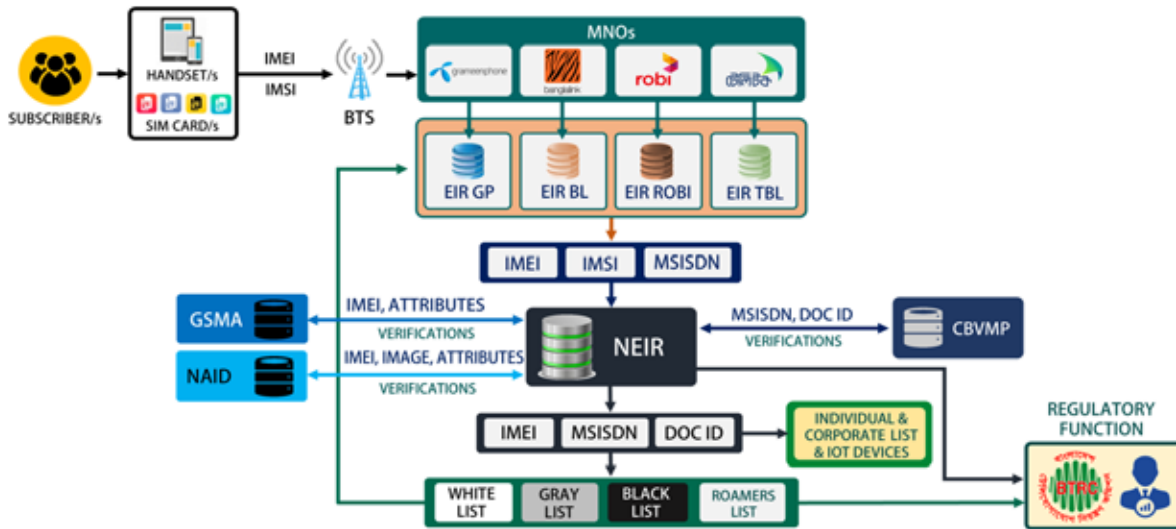 MNOs
IMEI
IMSI
HANDSET/s
SIM CARD/s
SUBSCRIBER/s
BTS
grameenphone
banglalink
robi
EIR GP
EIR BL
EIR ROBI
EIR TBL
IMEI
IMSI
MSISDN
GSMA
IMEI, ATTRIBUTES
VERIFICATIONS
NEIR
MSISDN, DOC ID
VERIFICATIONS
CBVMP
NAID
IMEI, IMAGE, ATTRIBUTES
VERIFICATIONS
IMEI
MSISDN
DOC ID
INDIVIDUAL &
CORPORATE LIST
& IOT DEVICES
REGULATORY
FUNCTION
BTRC
WHITE
LIST
GRAY
LIST
BLACK
LIST
ROAMERS
LIST